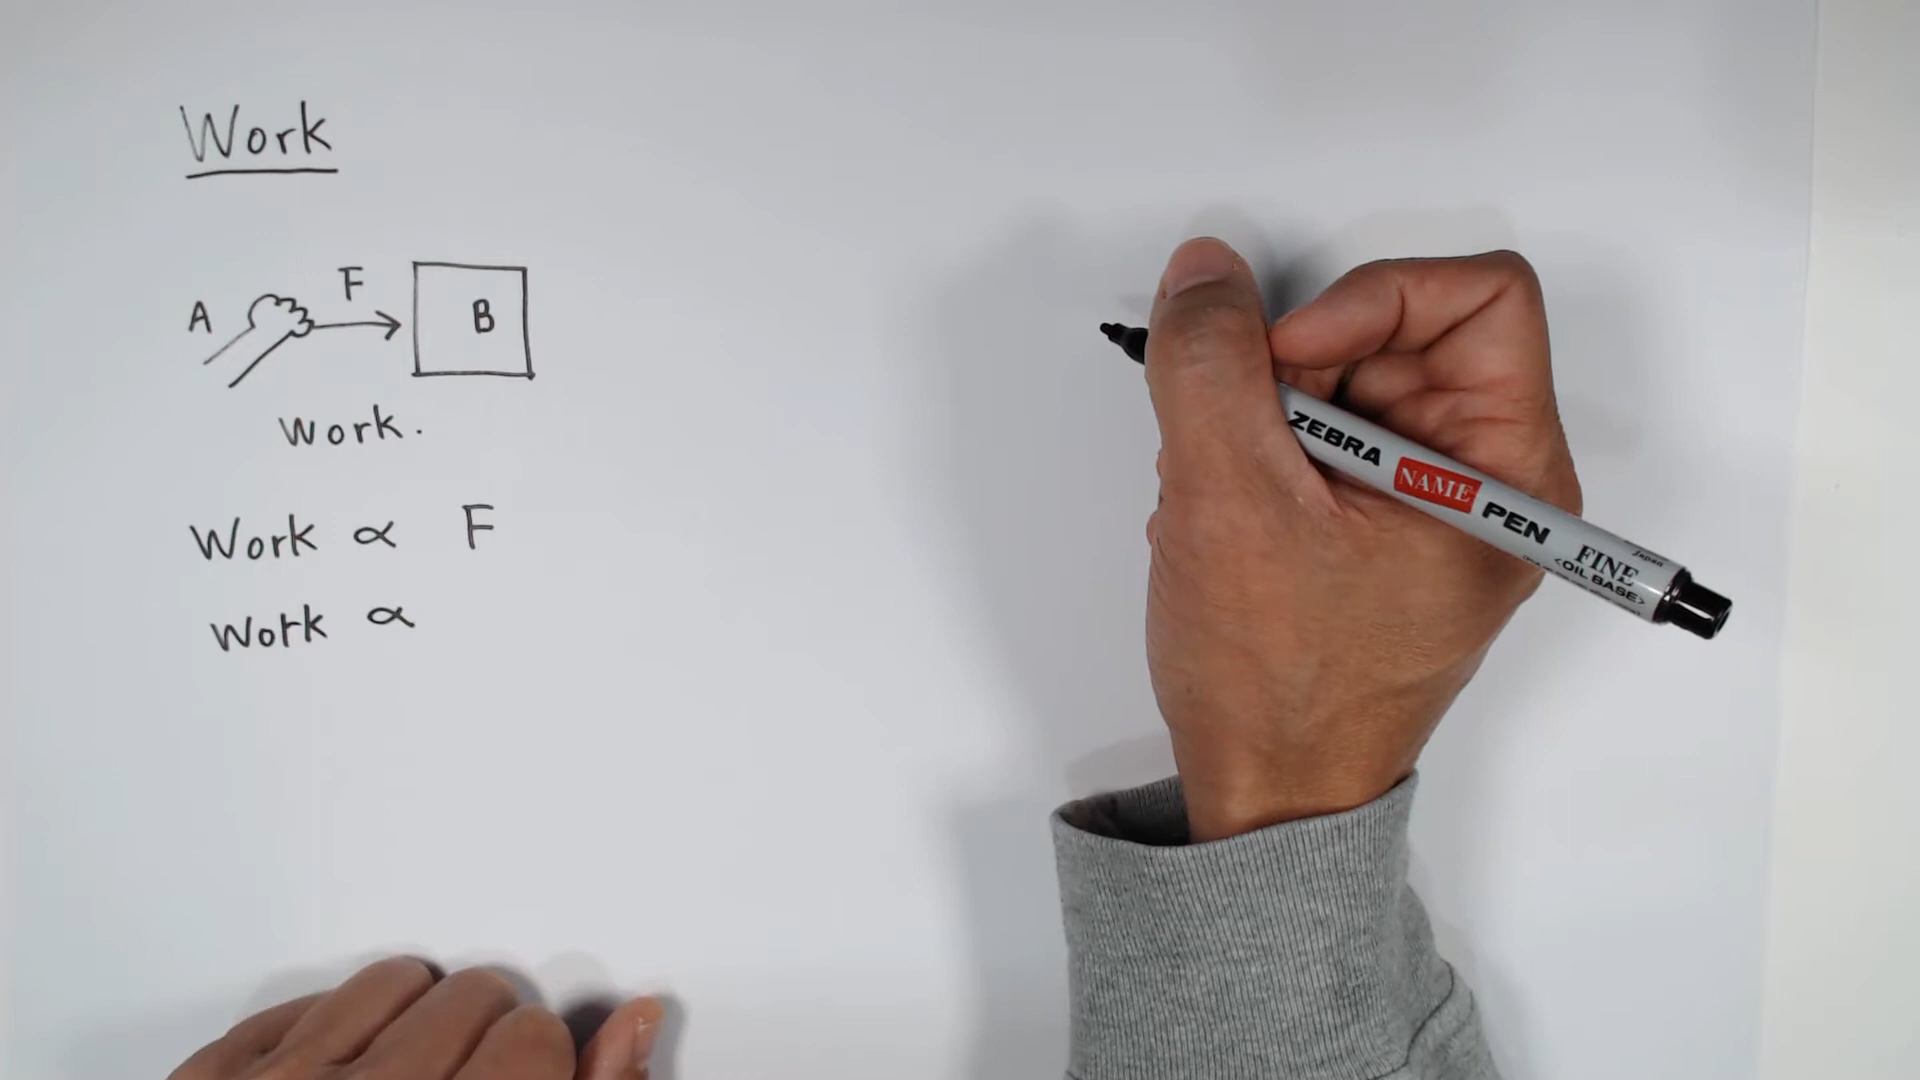 Work
A F B
Work.
Work ∝ F
Work ∝
ZEBRA NAME PEN FINE
<OIL BASE>
Japan